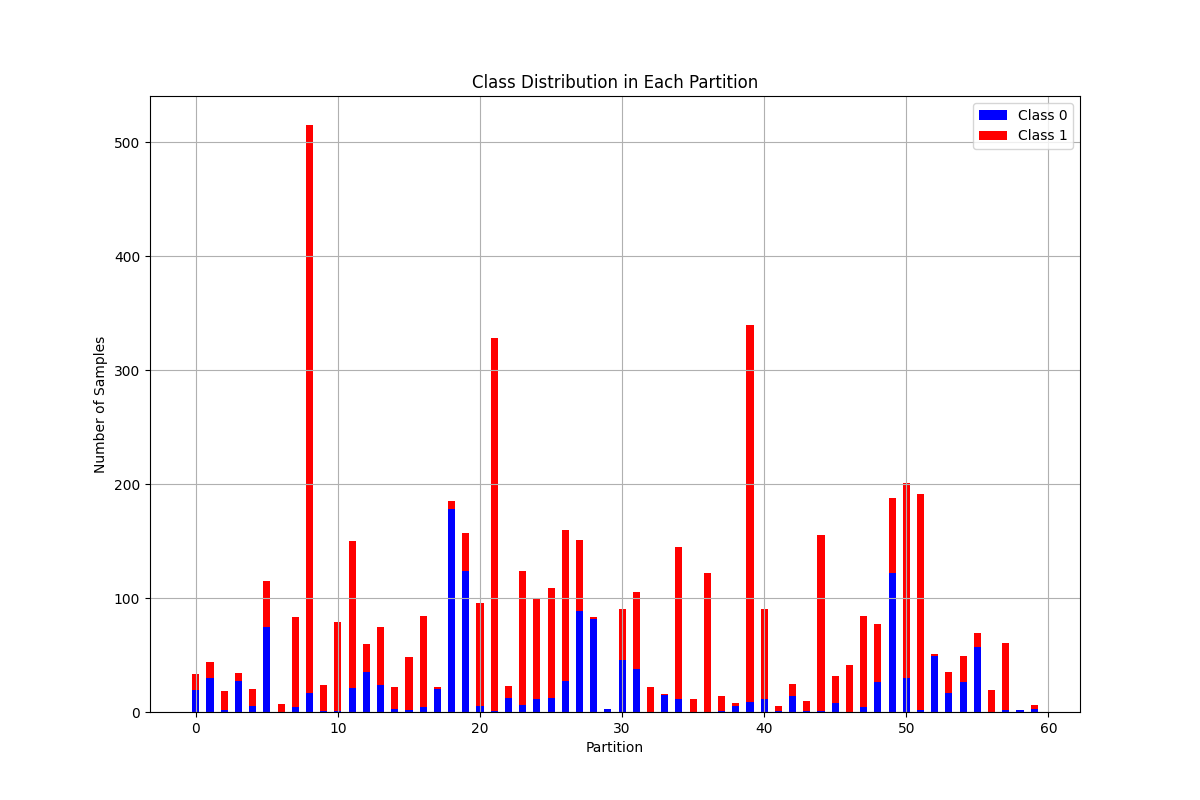 Class Distribution in Each Partition
Class 0
Class 1
Number of Samples
500
400
300
200
100
0
0 10 20 30 40 50 60
Partition